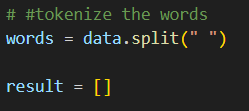 # #tokenize the words
words = data.split(" ")
result = []